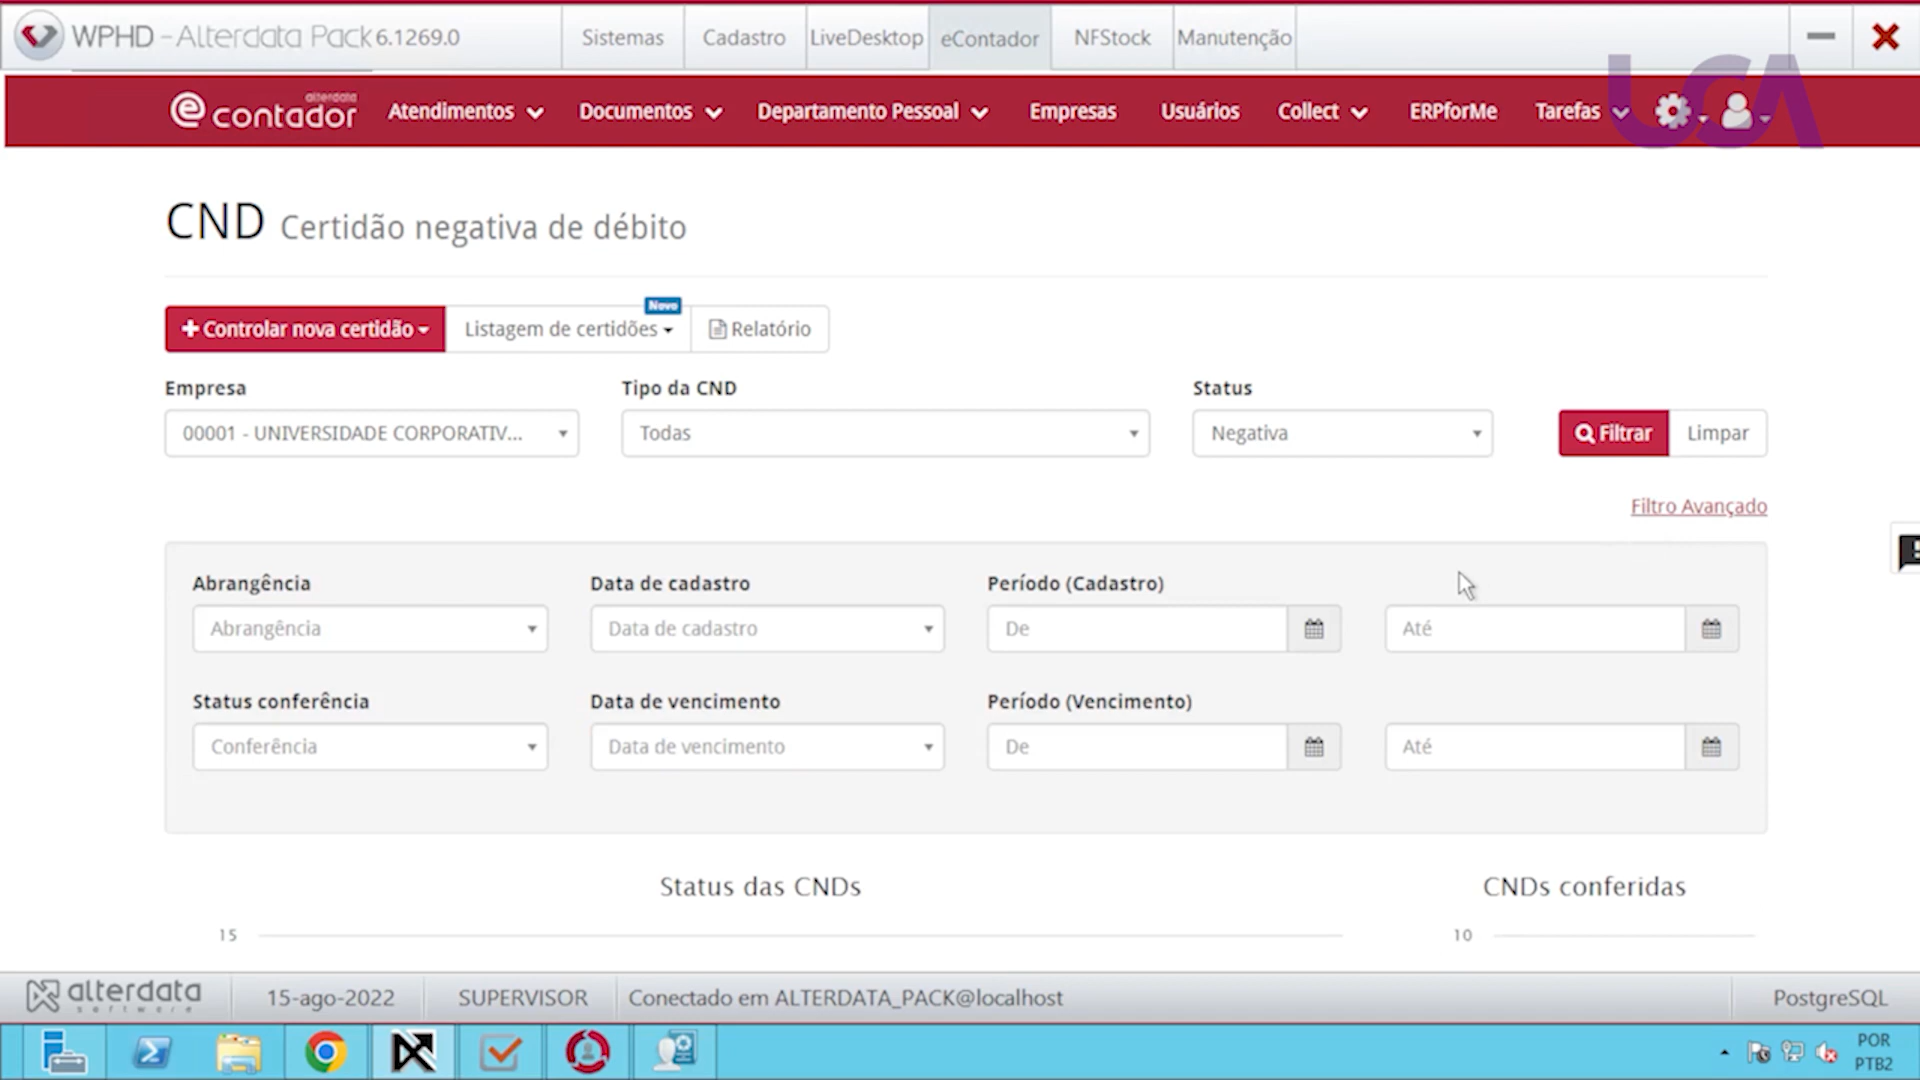 WPHD - Alterdata Pack 6.1269.0
Sistemas
Cadastro
LiveDesktop
eContador
NFStock
Manutenção
UCA
alterdata
e contador
Atendimentos
Documentos
Departamento Pessoal
Empresas
Usuários
Collect
ERPforMe
Tarefas
CND Certidão negativa de débito
Controlar nova certidão
Listagem de certidões
Novo
Relatório
Empresa
Tipo da CND
Status
00001 - UNIVERSIDADE CORPORATIV...
Todas
Negativa
Filtrar
Limpar
Filtro Avançado
Abrangência
Data de cadastro
Período (Cadastro)
Abrangência
Data de cadastro
De
Até
Status conferência
Data de vencimento
Período (Vencimento)
Conferência
Data de vencimento
De
Até
Status das CNDs
CNDs conferidas
15
10
alterdata
software
15-ago-2022
SUPERVISOR
Conectado em ALTERDATA_PACK@localhost
PostgreSQL
POR
PTB2